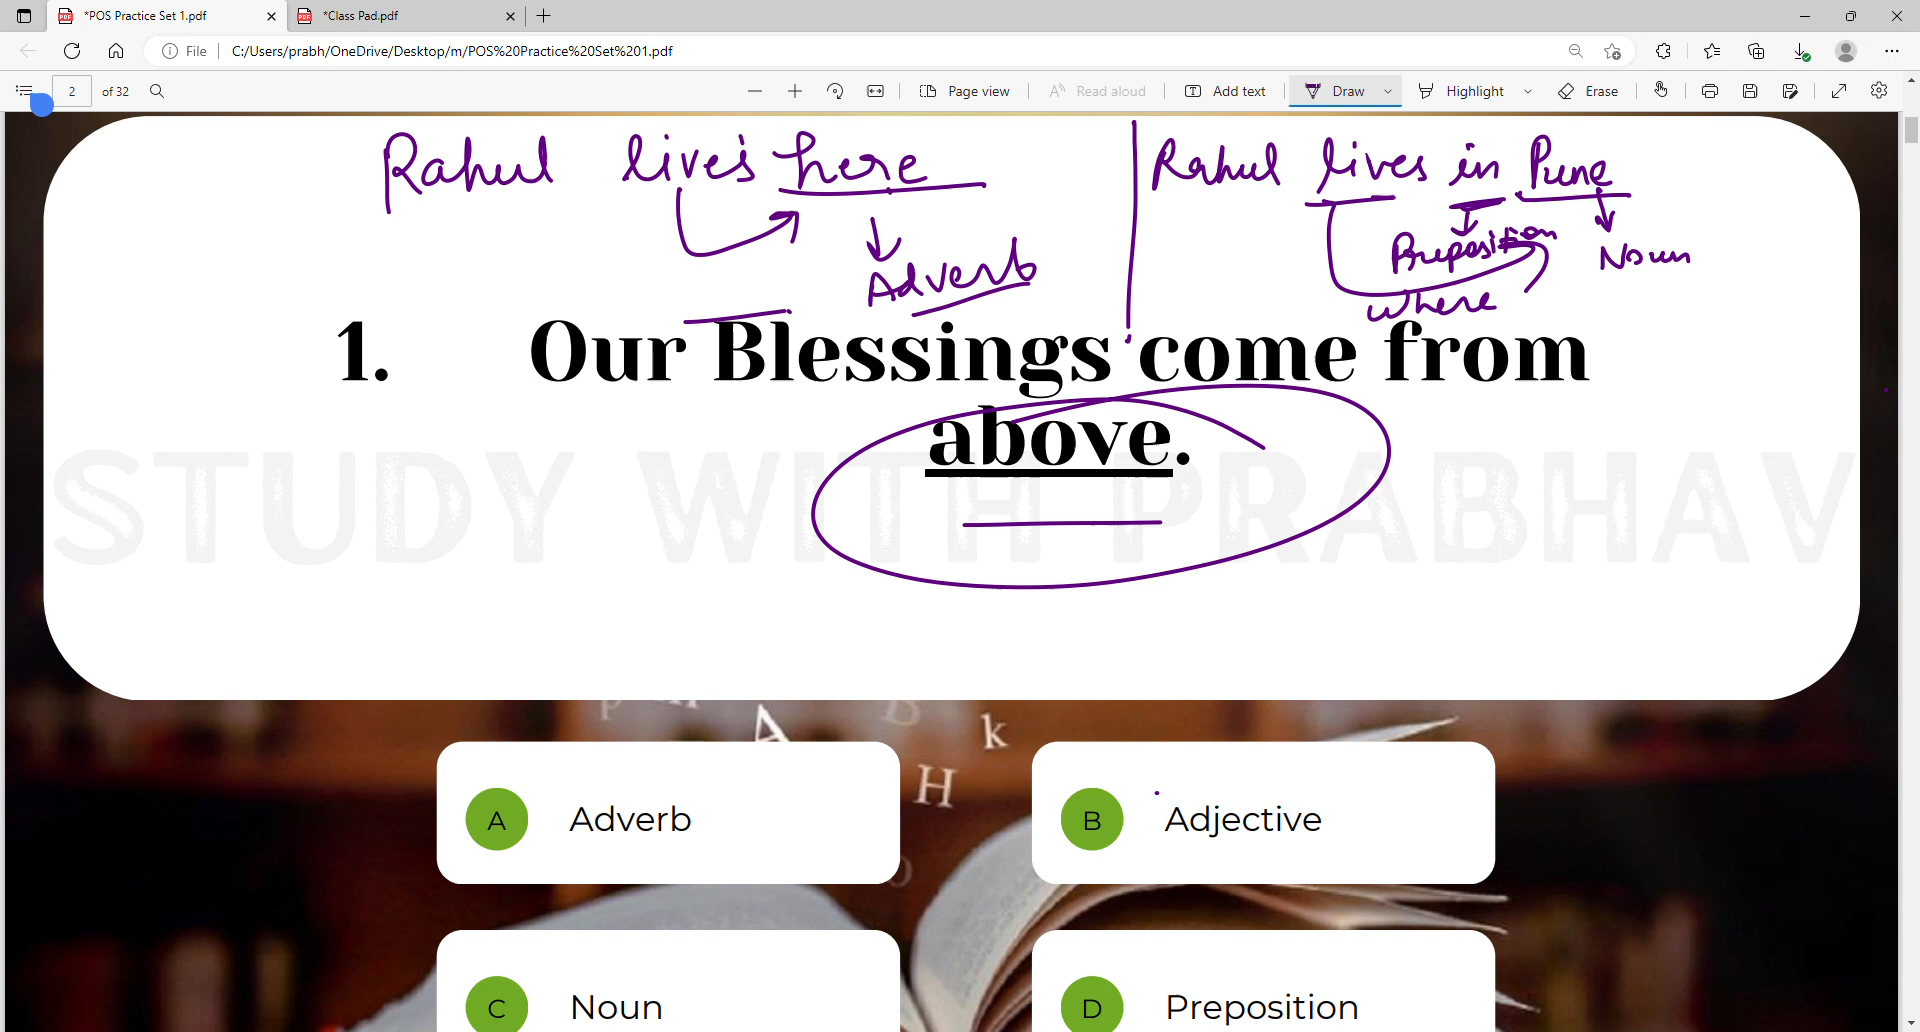 *POS Practice Set 1.pdf
*Class Pad.pdf
File
C:/Users/prabh/OneDrive/Desktop/m/POS%20Practice%20Set%201.pdf
2 of 32
Page view
Read aloud
Add text
Draw
Highlight
Erase
Rahul lives here
Adverb
Rahul lives in Pune
Preposition
Noun
where
1. Our Blessings come from
above.
STUDY WITH PRABHAV
A B k
H
A Adverb
B Adjective
C Noun
D Preposition